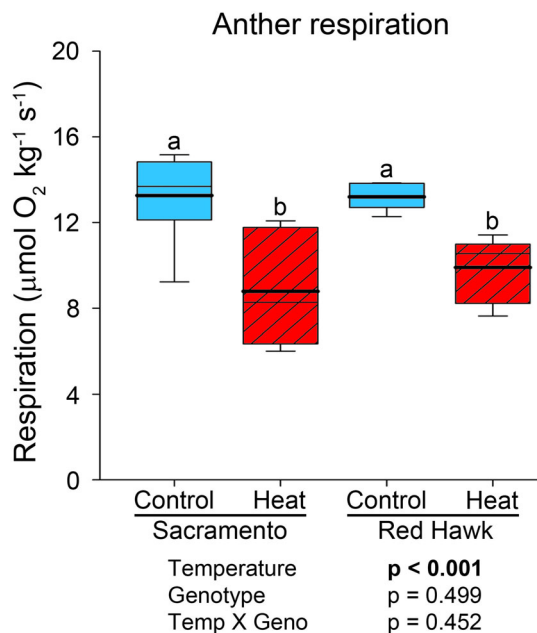 Anther respiration
Respiration (μmol O₂ kg⁻¹ s⁻¹)
20
16
12
8
4
0
a
b
a
b
Control Heat Control Heat
Sacramento Red Hawk
Temperature p < 0.001
Genotype p = 0.499
Temp X Geno p = 0.452